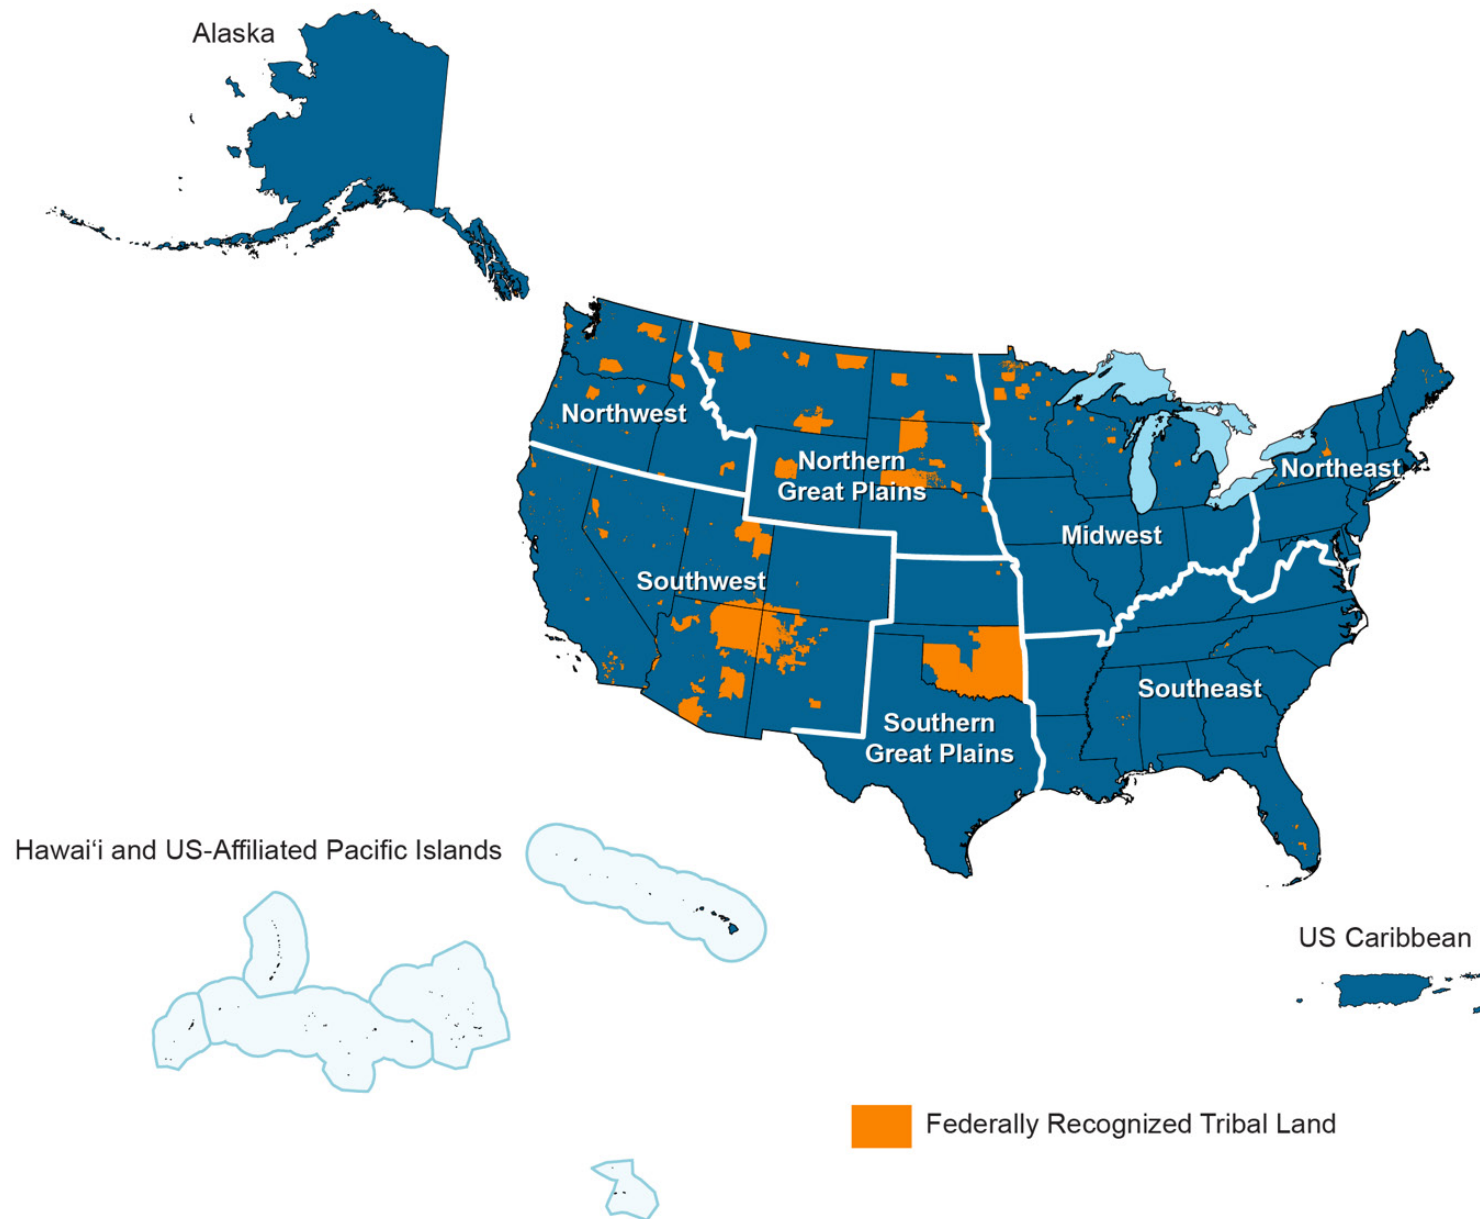 Alaska
Northwest
Northern
Great Plains
Northeast
Midwest
Southwest
Southeast
Southern
Great Plains
Hawaiʻi and US-Affiliated Pacific Islands
US Caribbean
Federally Recognized Tribal Land